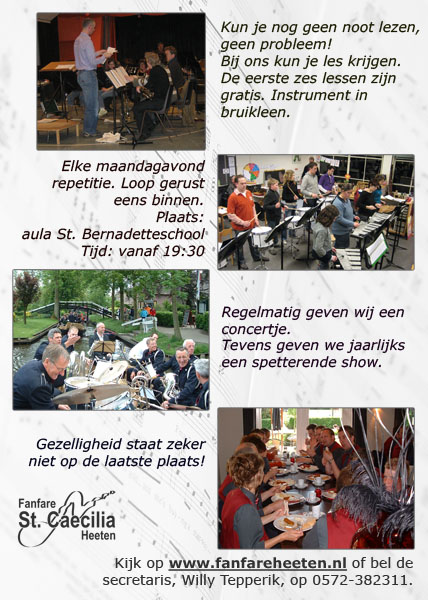 Kun je nog geen noot lezen,
geen probleem!
Bij ons kun je les krijgen.
De eerste zes lessen zijn
gratis. Instrument in
bruikleen.
Elke maandagavond
repetitie. Loop gerust
eens binnen.
Plaats:
aula St. Bernadetteschool
Tijd: vanaf 19:30
Regelmatig geven wij een
concertje.
Tevens geven we jaarlijks
een spetterende show.
Gezelligheid staat zeker
niet op de laatste plaats!
Fanfare
St. Caecilia
Heeten
Kijk op www.fanfareheeten.nl of bel de
secretaris, Willy Tepperik, op 0572-382311.